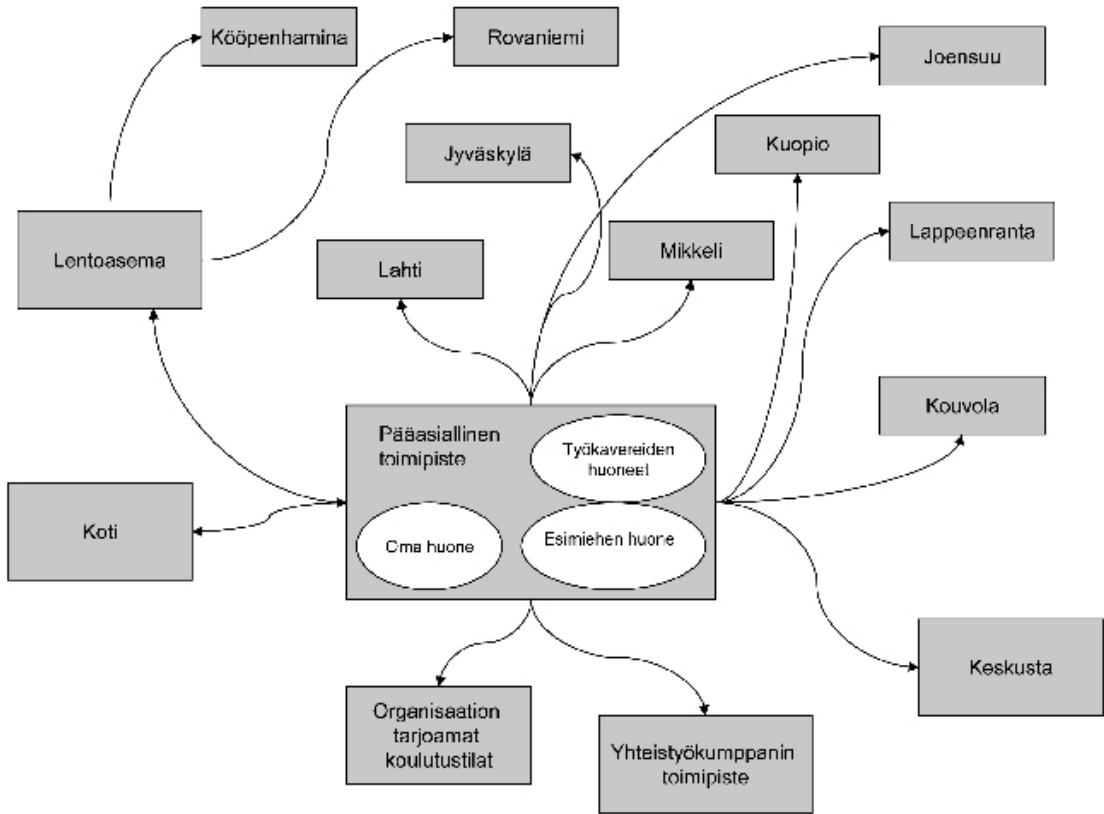 Kööpenhamina
Rovaniemi
Joensuu
Jyväskylä
Kuopio
Lentoasema
Lahti
Mikkeli
Lappeenranta
Pääasiallinen
toimipiste
Työkavereiden
huoneet
Kouvola
Koti
Oma huone
Esimiehen huone
Keskusta
Organisaation
tarjoamat
koulutustilat
Yhteistyökumppanin
toimipiste